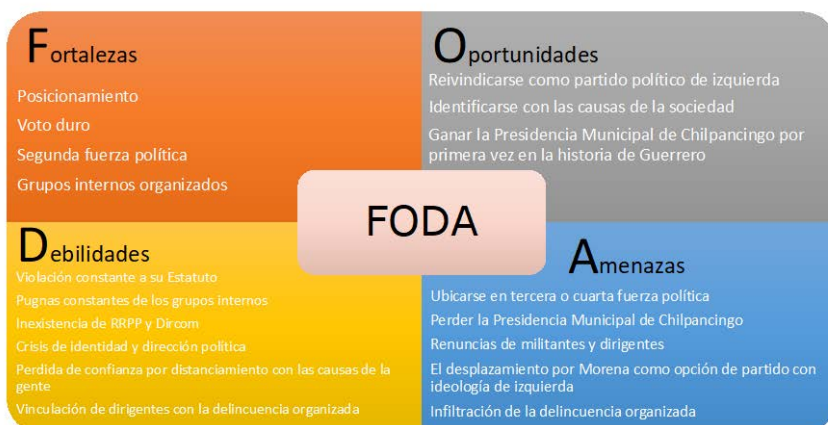 Fortalezas
Posicionamiento
Voto duro
Segunda fuerza política
Grupos internos organizados
Oportunidades
Reivindicarse como partido político de izquierda
Identificarse con las causas de la sociedad
Ganar la Presidencia Municipal de Chilpancingo por
primera vez en la historia de Guerrero
FODA
Debilidades
Violación constante a su Estatuto
Pugnas constantes de los grupos internos
Inexistencia de RRPP y Dircom
Crisis de identidad y dirección política
Perdida de confianza por distanciamiento con las causas de la
gente
Vinculación de dirigentes con la delincuencia organizada
Amenazas
Ubicarse en tercera o cuarta fuerza política
Perder la Presidencia Municipal de Chilpancingo
Renuncias de militantes y dirigentes
El desplazamiento por Morena como opción de partido con
ideología de izquierda
Infiltración de la delincuencia organizada